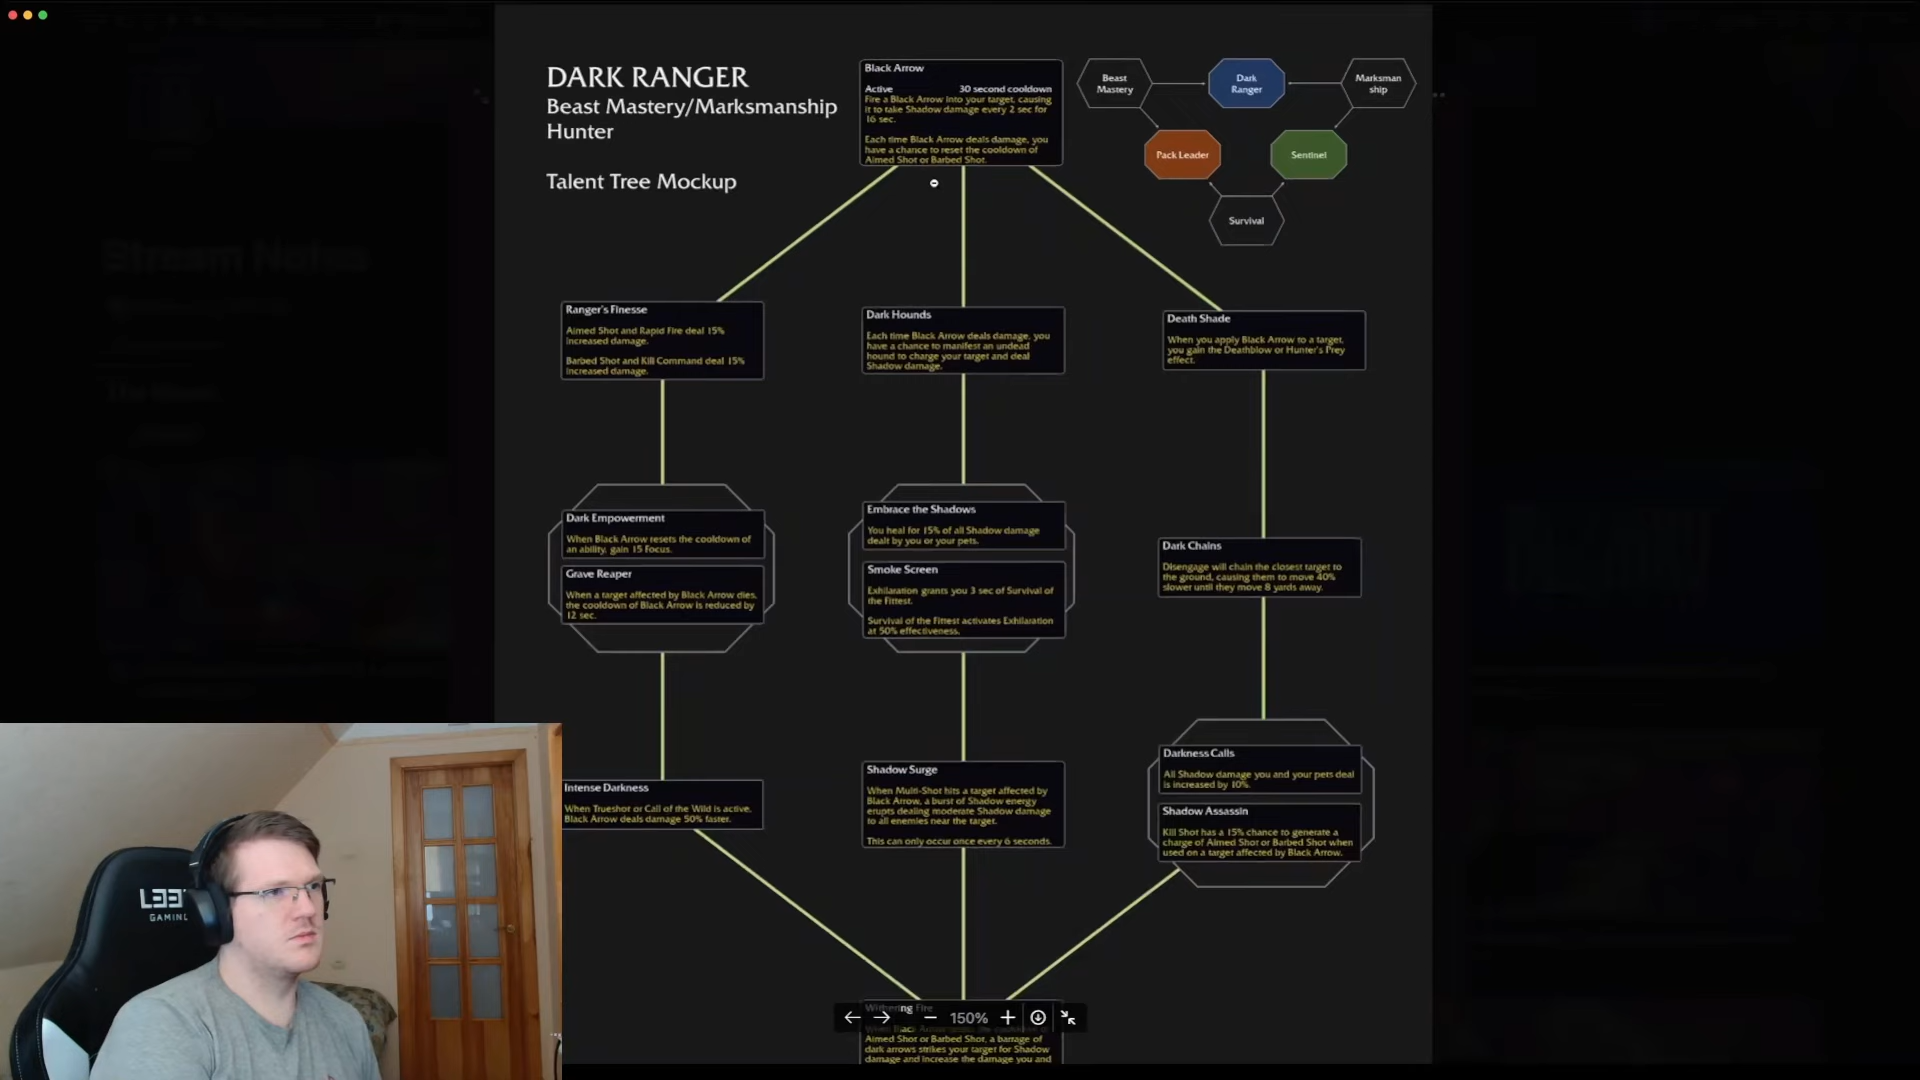 DARK RANGER
Beast Mastery/Marksmanship
Hunter
Talent Tree Mockup
Black Arrow
Active 30 second cooldown
Fire a Black Arrow into your target, causing
it to take Shadow damage every 2 sec for
16 sec.
Each time Black Arrow deals damage, you
have a chance to reset the cooldown of
Aimed Shot or Barbed Shot.
Beast
Mastery
Dark
Ranger
Marksman
ship
Pack Leader
Sentinel
Survival
Stream Notes
Ranger's Finesse
Aimed Shot and Rapid Fire deal 15%
increased damage.
Barbed Shot and Kill Command deal 15%
increased damage.
Dark Hounds
Each time Black Arrow deals damage, you
have a chance to manifest an undead
hound to charge your target and deal
Shadow damage.
Death Shade
When you apply Black Arrow to a target,
you gain the Deathblow or Hunter's Prey
effect.
Dark Empowerment
When Black Arrow resets the cooldown of
an ability, gain 15 Focus.
Grave Reaper
When a target affected by Black Arrow dies,
the cooldown of Black Arrow is reduced by
12 sec.
Embrace the Shadows
You heal for 15% of all Shadow damage
dealt by you or your pets.
Smoke Screen
Exhilaration grants you 3 sec of Survival of
the Fittest.
Survival of the Fittest activates Exhilaration
at 50% effectiveness.
Dark Chains
Disengage will chain the closest target to
the ground, causing them to move 40%
slower until they move 8 yards away.
Intense Darkness
When Trueshot or Call of the Wild is active,
Black Arrow deals damage 50% faster.
Shadow Surge
When Multi-Shot hits a target affected by
Black Arrow, a burst of Shadow energy
erupts dealing moderate Shadow damage
to all enemies near the target.
This can only occur once every 6 seconds.
Darkness Calls
All Shadow damage you and your pets deal
is increased by 10%.
Shadow Assassin
Kill Shot has a 15% chance to generate a
charge of Aimed Shot or Barbed Shot when
used on a target affected by Black Arrow.
Withering Fire
150%
Aimed Shot or Barbed Shot, a barrage of
dark arrows strikes your target for Shadow
damage and increase the damage you and
L33T
GAMING